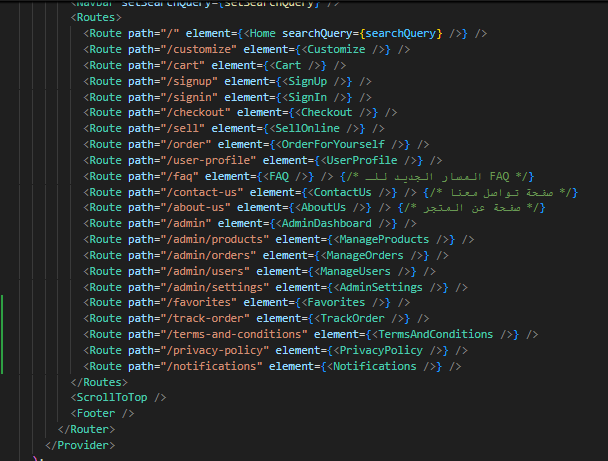 <Navbar setSearchQuery={setSearchQuery} />
<Routes>
<Route path="/" element={<Home searchQuery={searchQuery} />} />
<Route path="/customize" element={<Customize />} />
<Route path="/cart" element={<Cart />} />
<Route path="/signup" element={<SignUp />} />
<Route path="/signin" element={<SignIn />} />
<Route path="/checkout" element={<Checkout />} />
<Route path="/sell" element={<SellOnline />} />
<Route path="/order" element={<OrderForYourself />} />
<Route path="/user-profile" element={<UserProfile />} />
<Route path="/faq" element={<FAQ />} /> {/* المسار الجديد للـ FAQ */}
<Route path="/contact-us" element={<ContactUs />} /> {/* صفحة تواصل معنا */}
<Route path="/about-us" element={<AboutUs />} /> {/* صفحة عن المتجر */}
<Route path="/admin" element={<AdminDashboard />} />
<Route path="/admin/products" element={<ManageProducts />} />
<Route path="/admin/orders" element={<ManageOrders />} />
<Route path="/admin/users" element={<ManageUsers />} />
<Route path="/admin/settings" element={<AdminSettings />} />
<Route path="/favorites" element={<Favorites />} />
<Route path="/track-order" element={<TrackOrder />} />
<Route path="/terms-and-conditions" element={<TermsAndConditions />} />
<Route path="/privacy-policy" element={<PrivacyPolicy />} />
<Route path="/notifications" element={<Notifications />} />
</Routes>
<ScrollToTop />
<Footer />
</Router>
</Provider>
);